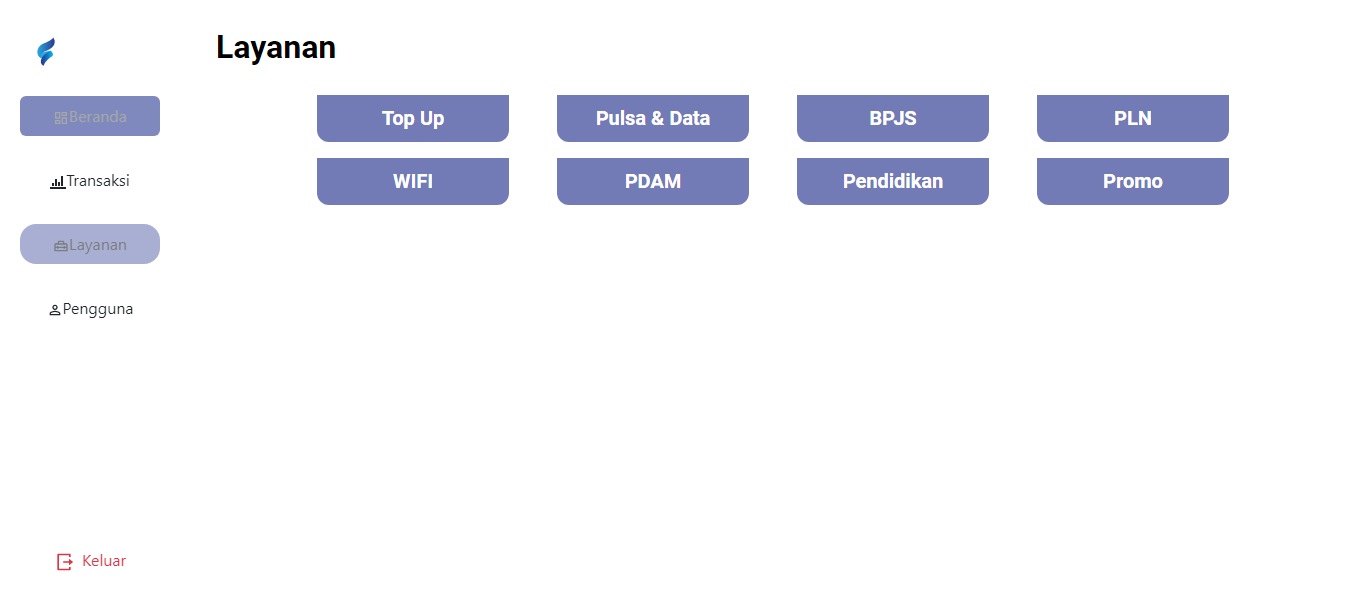 Layanan
Beranda
Transaksi
Layanan
Pengguna
Keluar
Top Up
Pulsa & Data
BPJS
PLN
WIFI
PDAM
Pendidikan
Promo